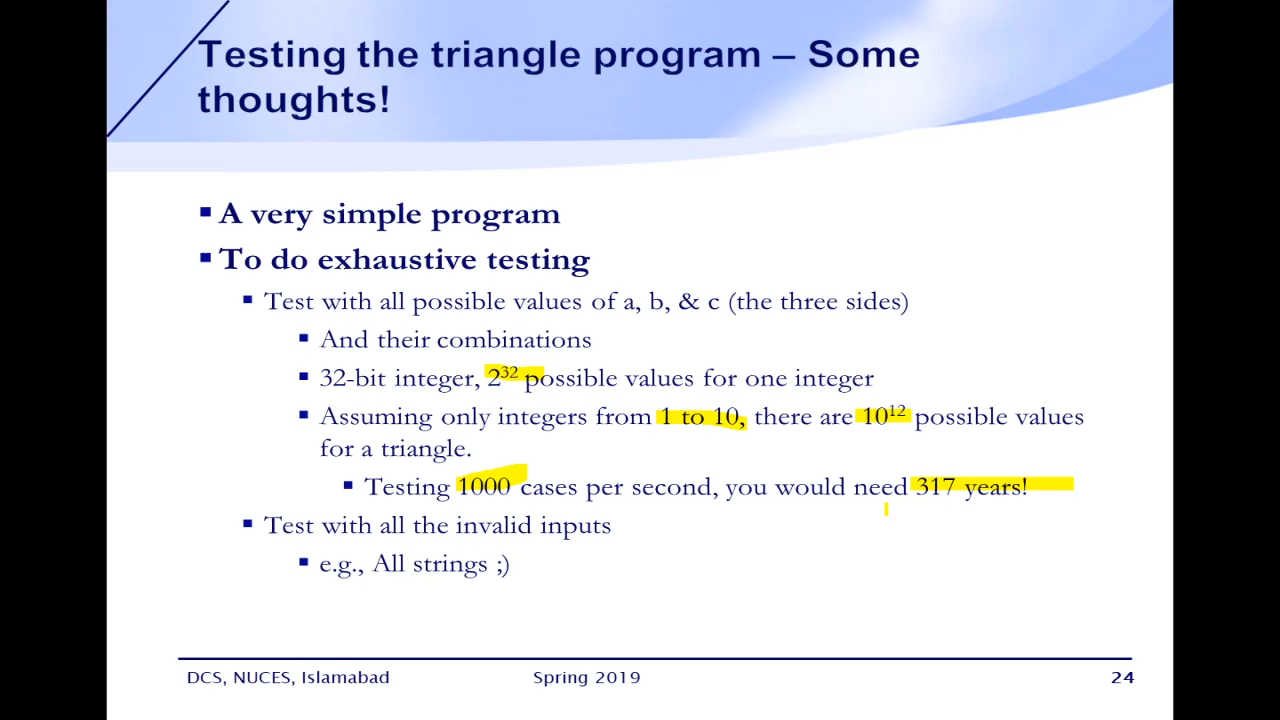 Testing the triangle program – Some
thoughts!
▪ A very simple program
▪ To do exhaustive testing
▪ Test with all possible values of a, b, & c (the three sides)
▪ And their combinations
▪ 32-bit integer, 2³² possible values for one integer
▪ Assuming only integers from 1 to 10, there are 10¹² possible values
for a triangle.
▪ Testing 1000 cases per second, you would need 317 years!
▪ Test with all the invalid inputs
▪ e.g., All strings ;)
DCS, NUCES, Islamabad Spring 2019 24